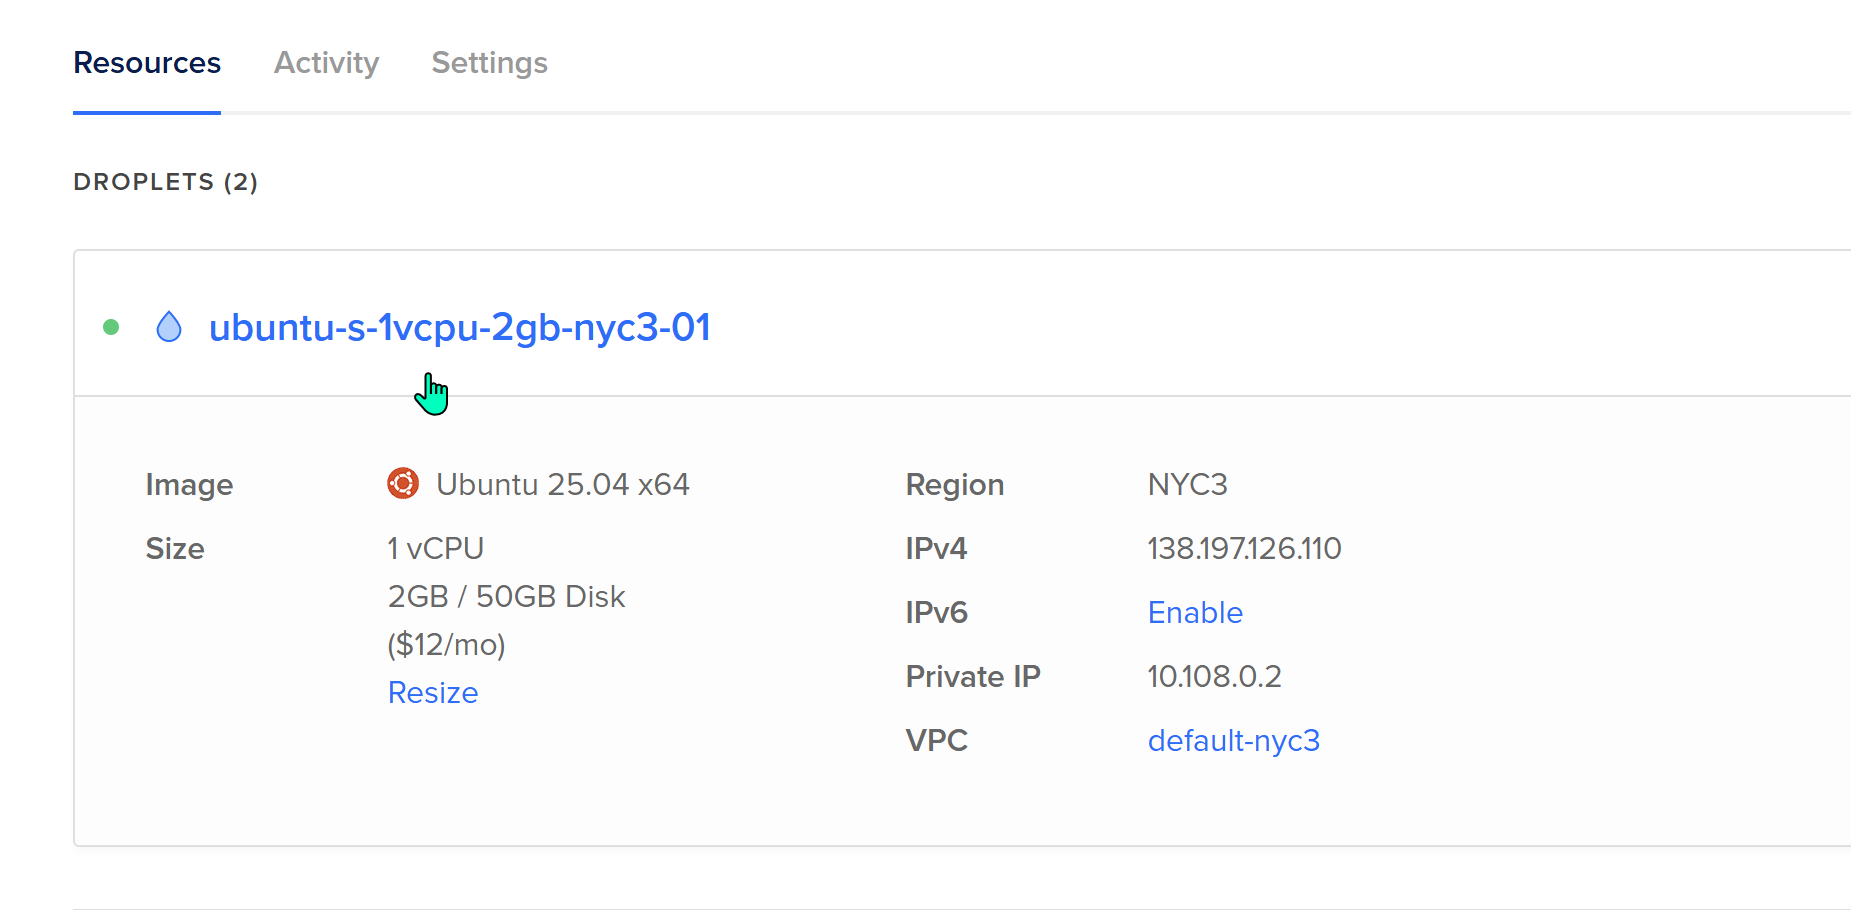 Resources Activity Settings
DROPLETS (2)
ubuntu-s-1vcpu-2gb-nyc3-01
Image Ubuntu 25.04 x64
Size 1 vCPU
2GB / 50GB Disk
($12/mo)
Resize
Region NYC3
IPv4 138.197.126.110
IPv6 Enable
Private IP 10.108.0.2
VPC default-nyc3